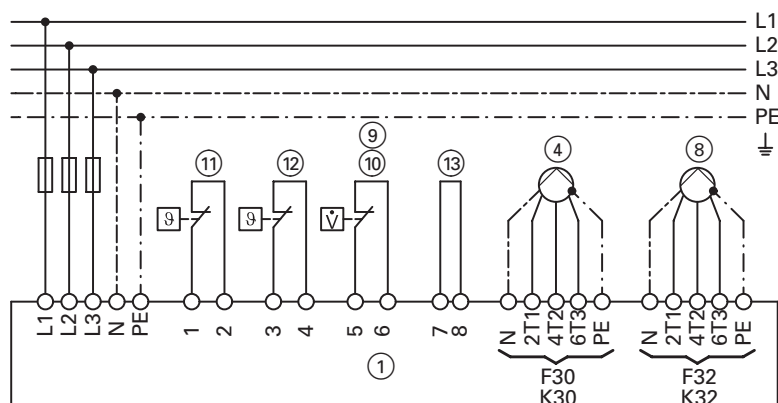 L1
L2
L3
N
PE
9
11 12 10 13 4 8
ϑ ϑ V̇
L1 L2 L3 N PE 1 2 3 4 5 6 7 8 N 2T1 4T2 6T3 PE N 2T1 4T2 6T3 PE
1
F30 F32
K30 K32